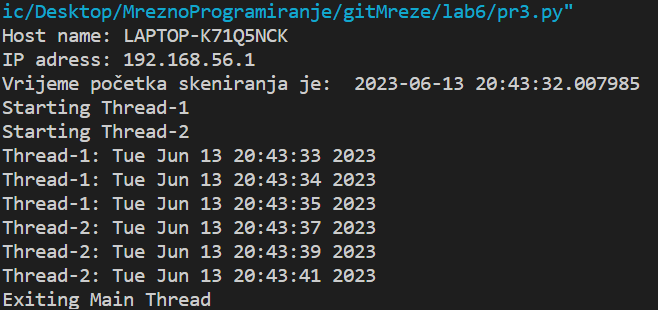 ic/Desktop/MreznoProgramiranje/gitMreze/lab6/pr3.py"
Host name: LAPTOP-K71Q5NCK
IP adress: 192.168.56.1
Vrijeme početka skeniranja je:  2023-06-13 20:43:32.007985
Starting Thread-1
Starting Thread-2
Thread-1: Tue Jun 13 20:43:33 2023
Thread-1: Tue Jun 13 20:43:34 2023
Thread-1: Tue Jun 13 20:43:35 2023
Thread-2: Tue Jun 13 20:43:37 2023
Thread-2: Tue Jun 13 20:43:39 2023
Thread-2: Tue Jun 13 20:43:41 2023
Exiting Main Thread